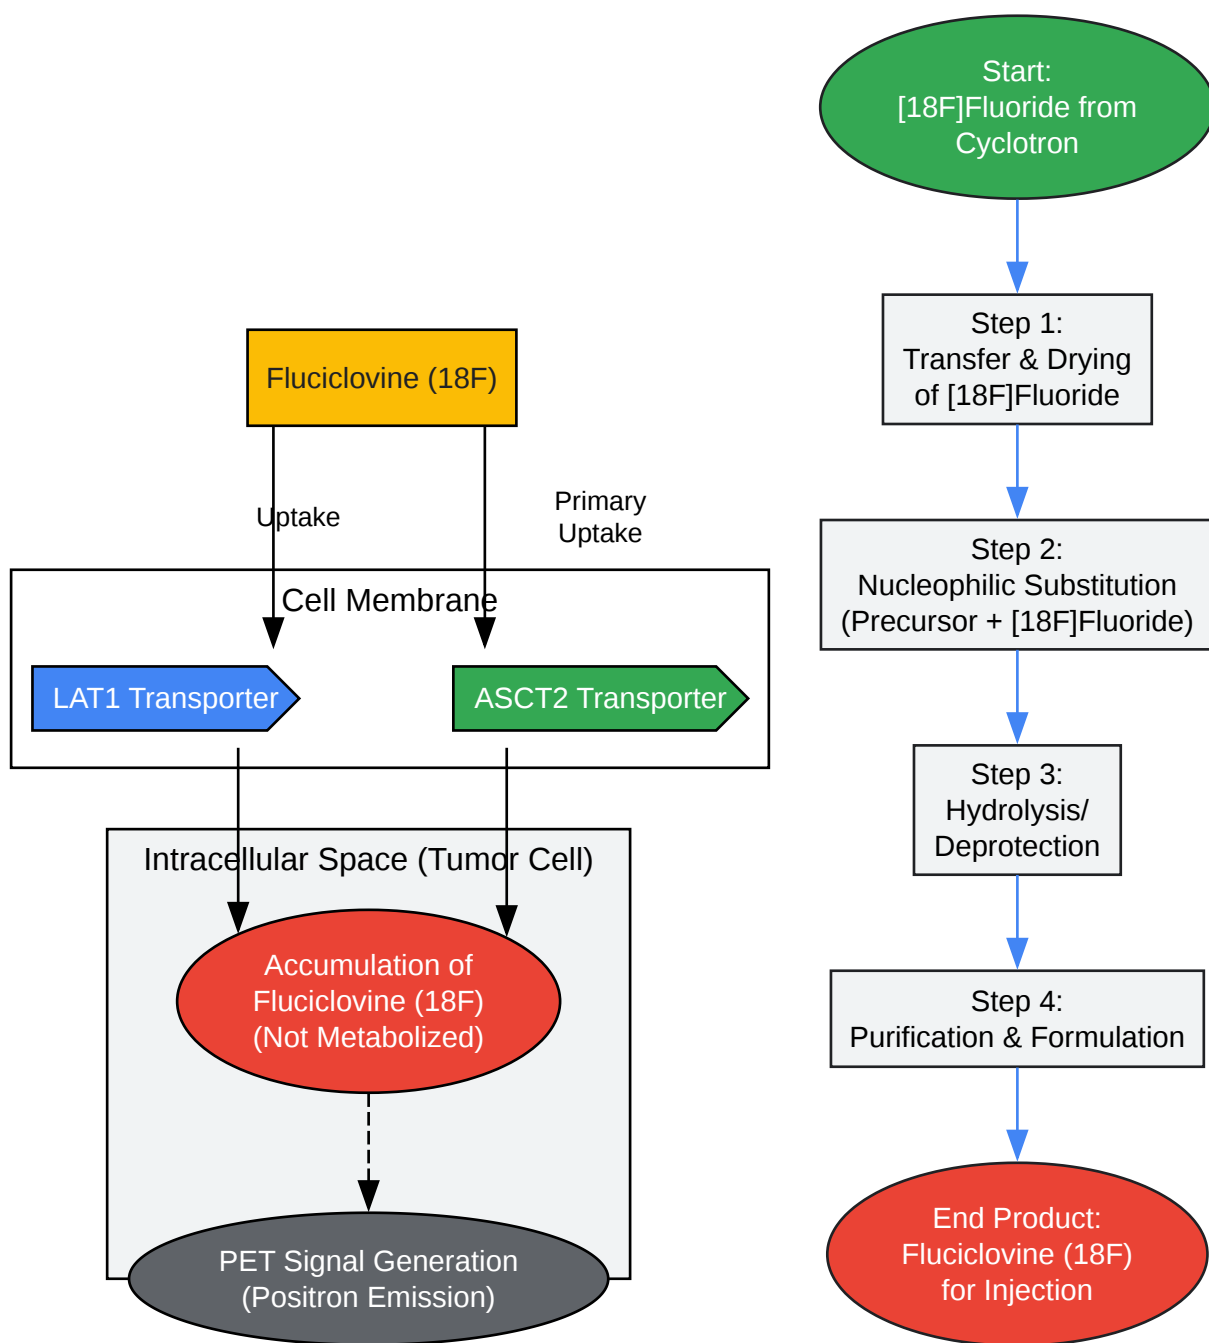 Fluciclovine (18F)
Uptake
Primary
Uptake
Cell Membrane
LAT1 Transporter
ASCT2 Transporter
Intracellular Space (Tumor Cell)
Accumulation of
Fluciclovine (18F)
(Not Metabolized)
PET Signal Generation
(Positron Emission)
Start:
[18F]Fluoride from
Cyclotron
Step 1:
Transfer & Drying
of [18F]Fluoride
Step 2:
Nucleophilic Substitution
(Precursor + [18F]Fluoride)
Step 3:
Hydrolysis/
Deprotection
Step 4:
Purification & Formulation
End Product:
Fluciclovine (18F)
for Injection